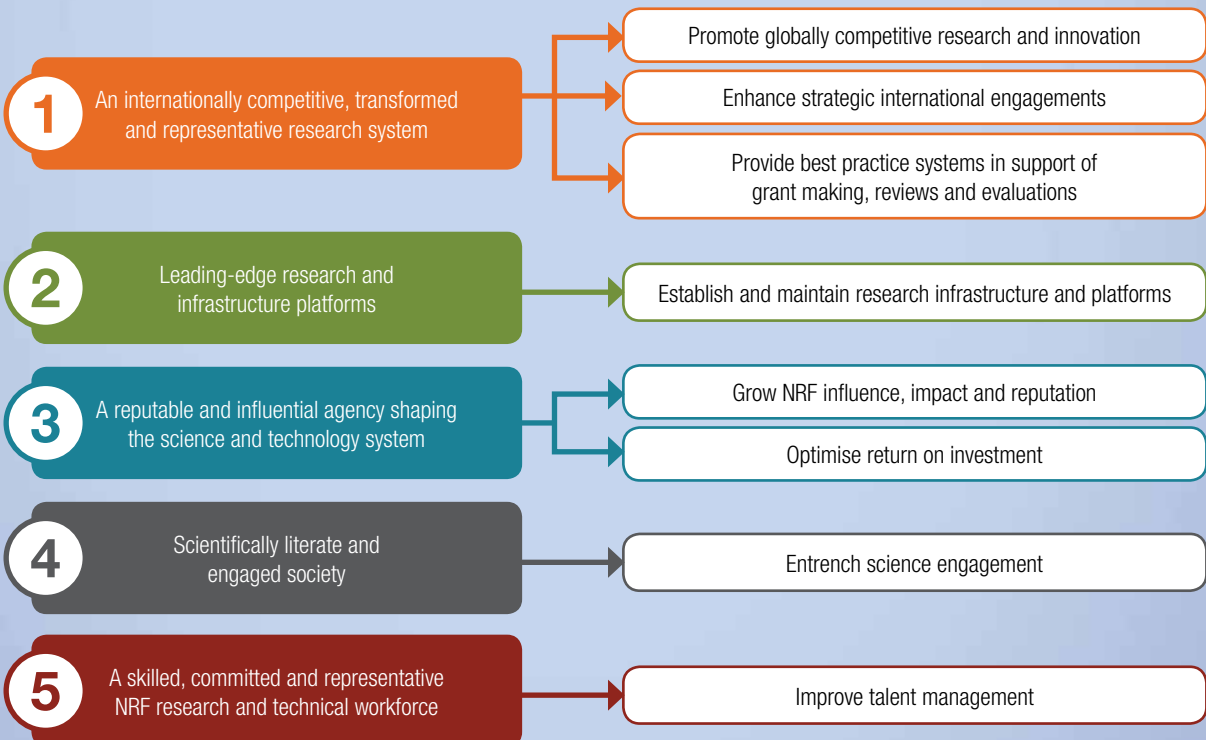 1
An internationally competitive, transformed
and representative research system
Promote globally competitive research and innovation
Enhance strategic international engagements
Provide best practice systems in support of
grant making, reviews and evaluations
2
Leading-edge research and
infrastructure platforms
Establish and maintain research infrastructure and platforms
3
A reputable and influential agency shaping
the science and technology system
Grow NRF influence, impact and reputation
Optimise return on investment
4
Scientifically literate and
engaged society
Entrench science engagement
5
A skilled, committed and representative
NRF research and technical workforce
Improve talent management